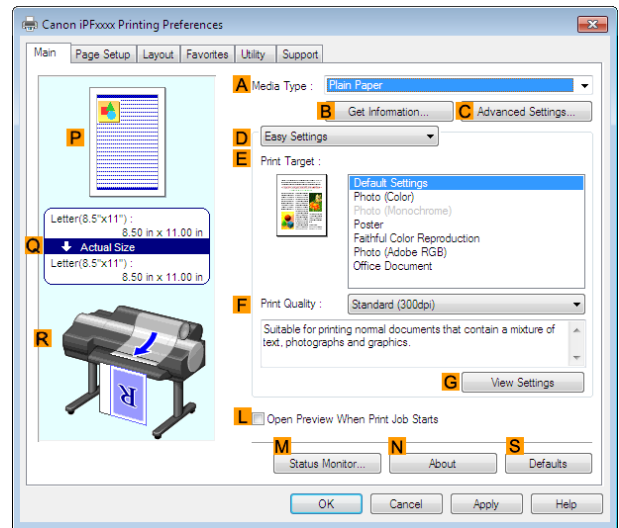 Canon iPFxxxx Printing Preferences
Main Page Setup Layout Favorites Utility Support
A Media Type : Plain Paper
B Get Information... C Advanced Settings...
P
D Easy Settings
E Print Target :
Default Settings
Photo (Color)
Photo (Monochrome)
Poster
Faithful Color Reproduction
Photo (Adobe RGB)
Office Document
Letter(8.5"x11") :
8.50 in x 11.00 in
Q Actual Size
Letter(8.5"x11") :
8.50 in x 11.00 in
F Print Quality : Standard (300dpi)
Suitable for printing normal documents that contain a mixture of
text, photographs and graphics.
R
R
G View Settings
L Open Preview When Print Job Starts
M N S
Status Monitor... About Defaults
OK Cancel Apply Help